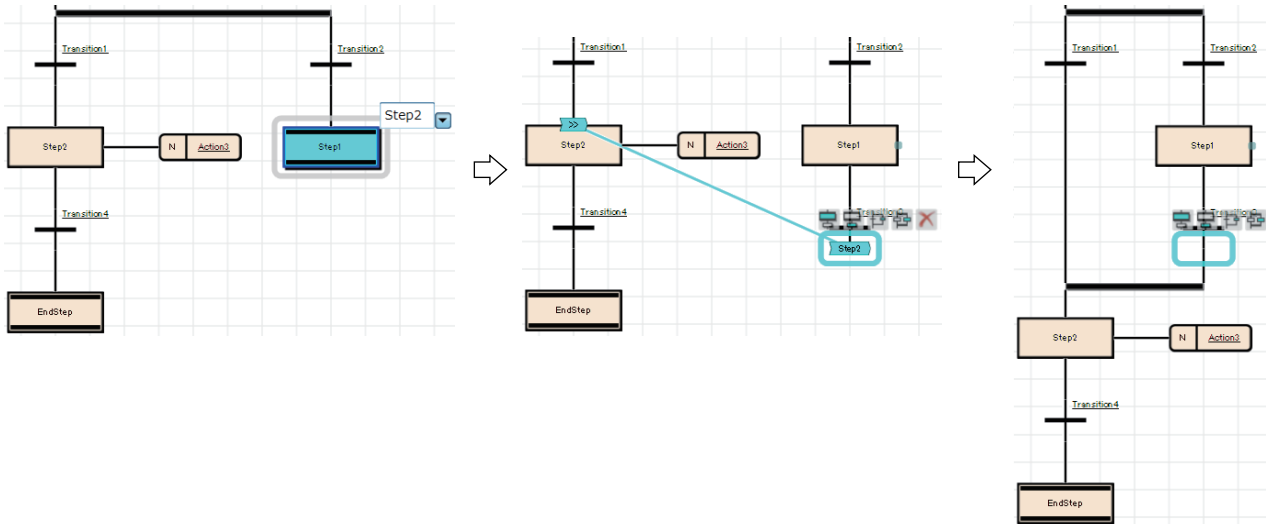 Transition1
Transition2
Step2
Step2
N
Action3
Step1
Transition4
EndStep
Transition1
Transition2
>>
Step2
N
Action3
Step1
Transition4
Step2
EndStep
Transition1
Transition2
Step1
Step2
N
Action3
Transition4
EndStep